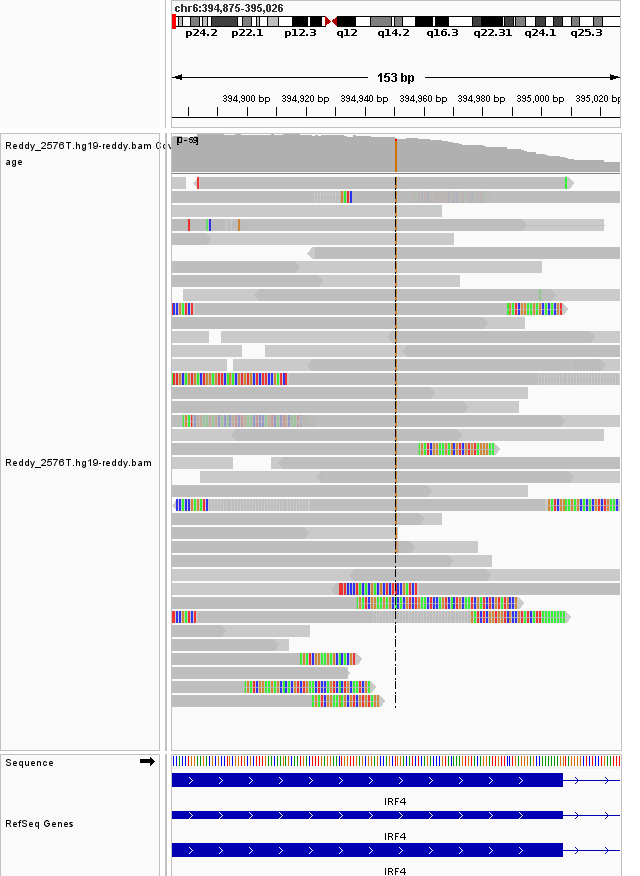 chr6:394,875-395,026
p24.2 p22.1 p12.3 q12 q14.2 q16.3 q22.31 q24.1 q25.3
153 bp
394,900 bp 394,920 bp 394,940 bp 394,960 bp 394,980 bp 395,000 bp 395,020 bp
Reddy_2576T.hg19-reddy.bam Cov
age
Reddy_2576T.hg19-reddy.bam
Sequence
IRF4
RefSeq Genes
IRF4
IRF4